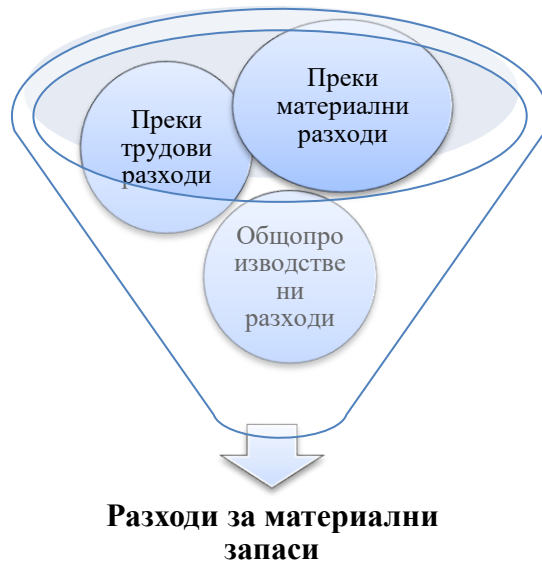 Преки
материални
разходи
Преки
трудови
разходи
Общопро
изводстве
ни
разходи
Разходи за материални
запаси